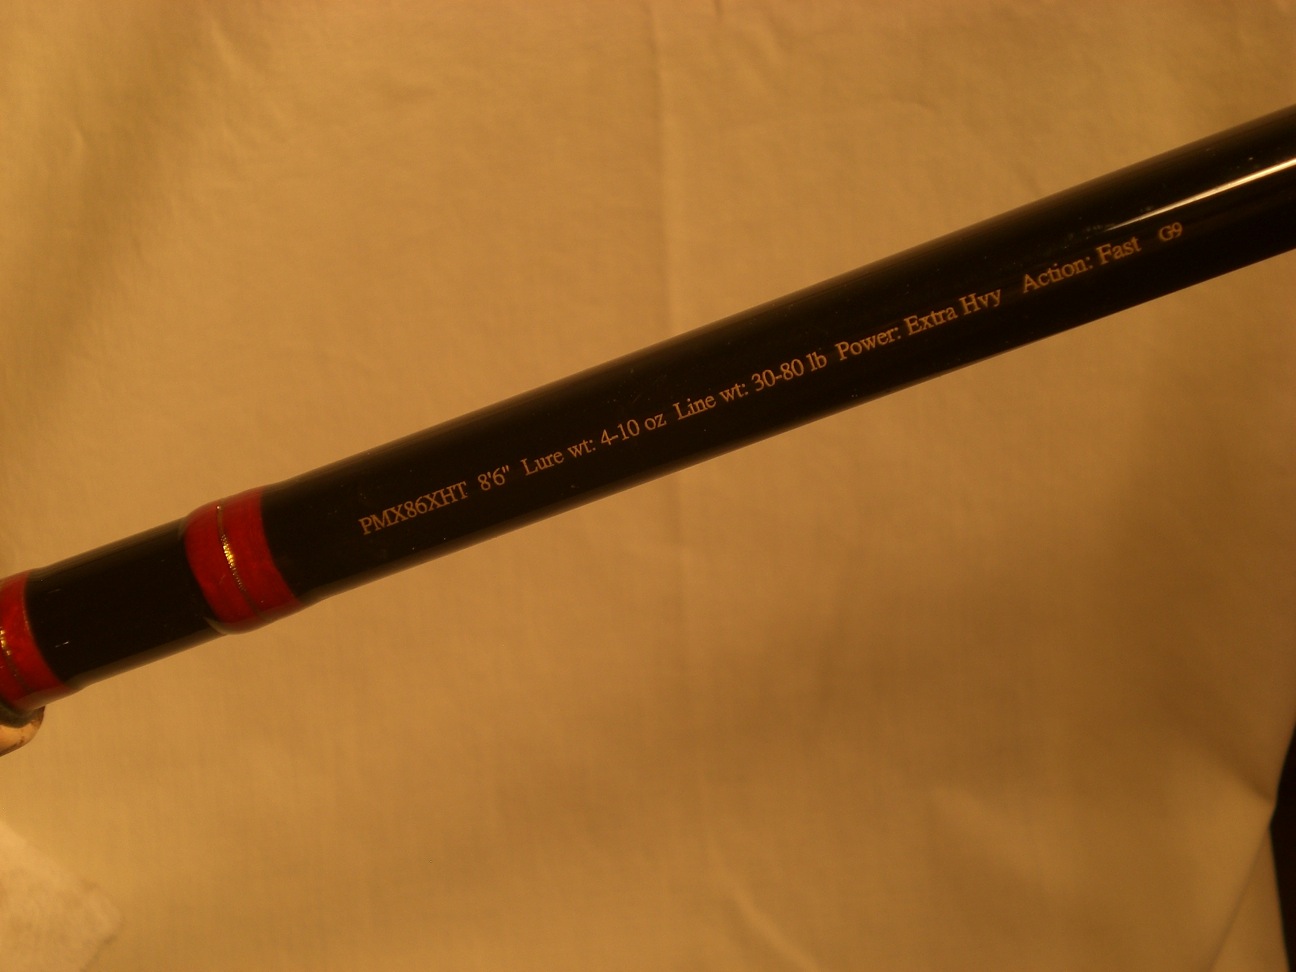 PMX86XHT 8'6" Lure wt: 4-10 oz Line wt: 30-80 lb Power: Extra Hvy Action: Fast G9